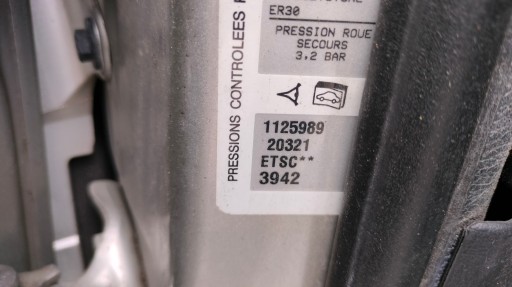 ER30
PRESSION ROUE
SECOURS
3,2 BAR
PRESSIONS CONTROLEES
1125989
20321
ETSC**
3942